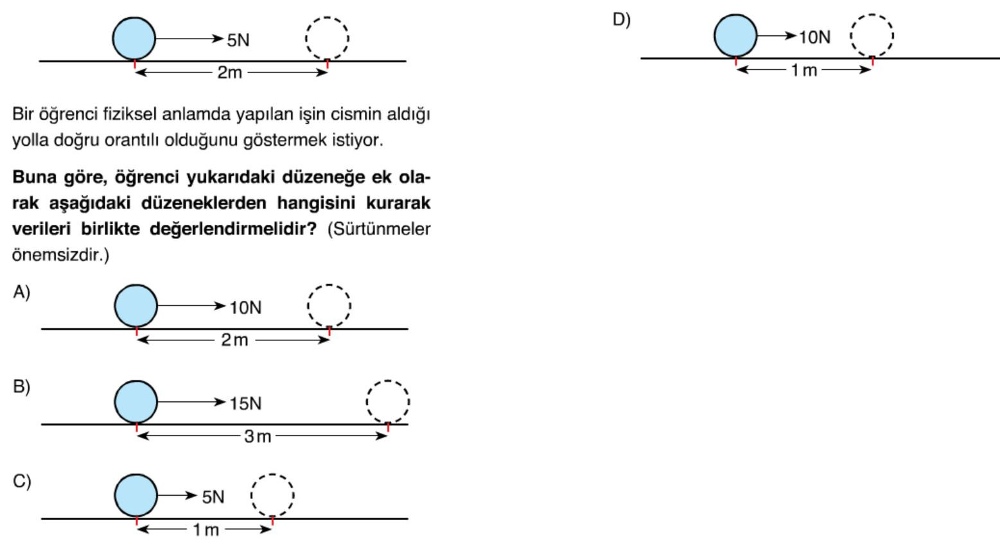 5N
2m
Bir öğrenci fiziksel anlamda yapılan işin cismin aldığı
yolla doğru orantılı olduğunu göstermek istiyor.
Buna göre, öğrenci yukarıdaki düzeneğe ek ola-
rak aşağıdaki düzeneklerden hangisini kurarak
verileri birlikte değerlendirmelidir? (Sürtünmeler
önemsizdir.)
A)
10N
2m
B)
15N
3m
C)
5N
1m
D)
10N
1m